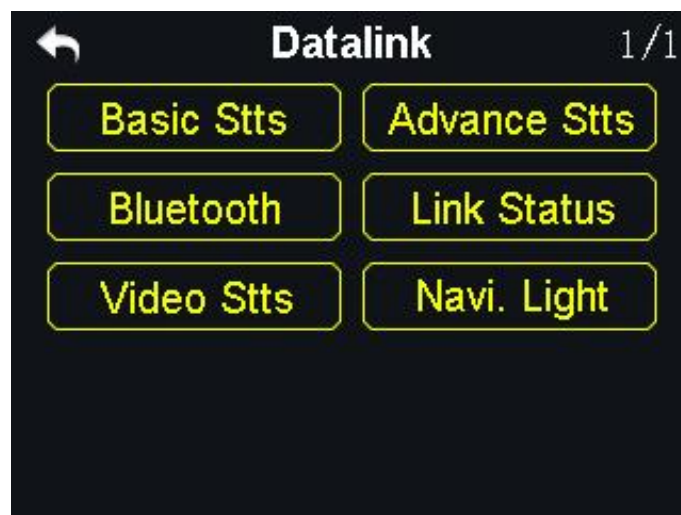 Datalink 1/1
Basic Stts Advance Stts
Bluetooth Link Status
Video Stts Navi. Light